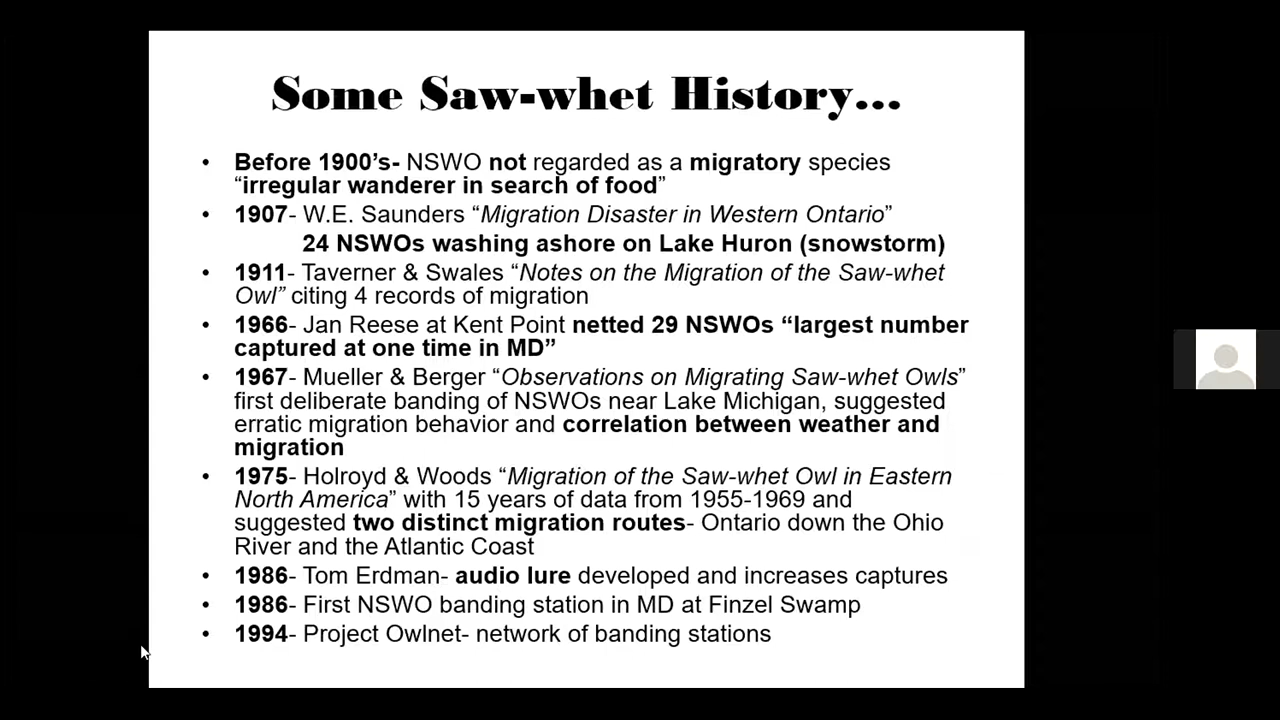 Some Saw-whet History...
• Before 1900’s- NSWO not regarded as a migratory species
“irregular wanderer in search of food”
• 1907- W.E. Saunders “Migration Disaster in Western Ontario”
24 NSWOs washing ashore on Lake Huron (snowstorm)
• 1911- Taverner & Swales “Notes on the Migration of the Saw-whet
Owl” citing 4 records of migration
• 1966- Jan Reese at Kent Point netted 29 NSWOs “largest number
captured at one time in MD”
• 1967- Mueller & Berger “Observations on Migrating Saw-whet Owls”
first deliberate banding of NSWOs near Lake Michigan, suggested
erratic migration behavior and correlation between weather and
migration
• 1975- Holroyd & Woods “Migration of the Saw-whet Owl in Eastern
North America” with 15 years of data from 1955-1969 and
suggested two distinct migration routes- Ontario down the Ohio
River and the Atlantic Coast
• 1986- Tom Erdman- audio lure developed and increases captures
• 1986- First NSWO banding station in MD at Finzel Swamp
• 1994- Project Owlnet- network of banding stations